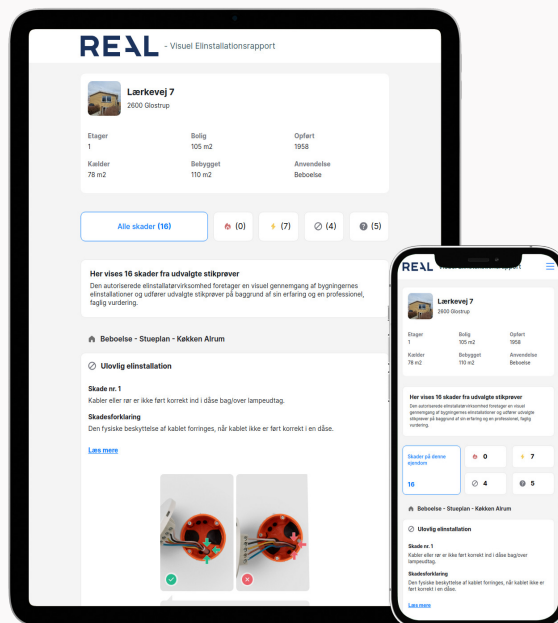 REAL - Visuel Elinstallationsrapport
Lærkevej 7
2600 Glostrup
Etager Bolig Opført
1 105 m2 1958
Kælder Bebygget Anvendelse
78 m2 110 m2 Beboelse
Alle skader (16) (0) (7) (4) (5)
Her vises 16 skader fra udvalgte stikprøver
Den autoriserede elinstallatørvirksomhed foretager en visuel gennemgang af bygningernes
elinstallationer og udfører udvalgte stikprøver på baggrund af sin erfaring og en professionel,
faglig vurdering.
Beboelse - Stueplan - Køkken Alrum
Ulovlig elinstallation
Skade nr. 1
Kabler eller rør er ikke ført korrekt ind i dåse bag/over lampeudtag.
Skadesforklaring
Den fysiske beskyttelse af kablet forringes, når kablet ikke er ført korrekt i en dåse.
Læs mere
REAL
Lærkevej 7
2600 Glostrup
Etager Bolig Opført
1 105 m2 1958
Kælder Bebygget Anvendelse
78 m2 110 m2 Beboelse
Her vises 16 skader fra udvalgte stikprøver
Den autoriserede elinstallatørvirksomhed foretager en visuel
gennemgang af bygningernes elinstallationer og udfører udvalgte
stikprøver på baggrund af sin erfaring og en professionel, faglig
vurdering.
Skader på denne
ejendom
16
0 7
4 5
Beboelse - Stueplan - Køkken Alrum
Ulovlig elinstallation
Skade nr. 1
Kabler eller rør er ikke ført korrekt ind i dåse bag/over
lampeudtag.
Skadesforklaring
Den fysiske beskyttelse af kablet forringes, når kablet ikke er
ført korrekt i en dåse.
Læs mere